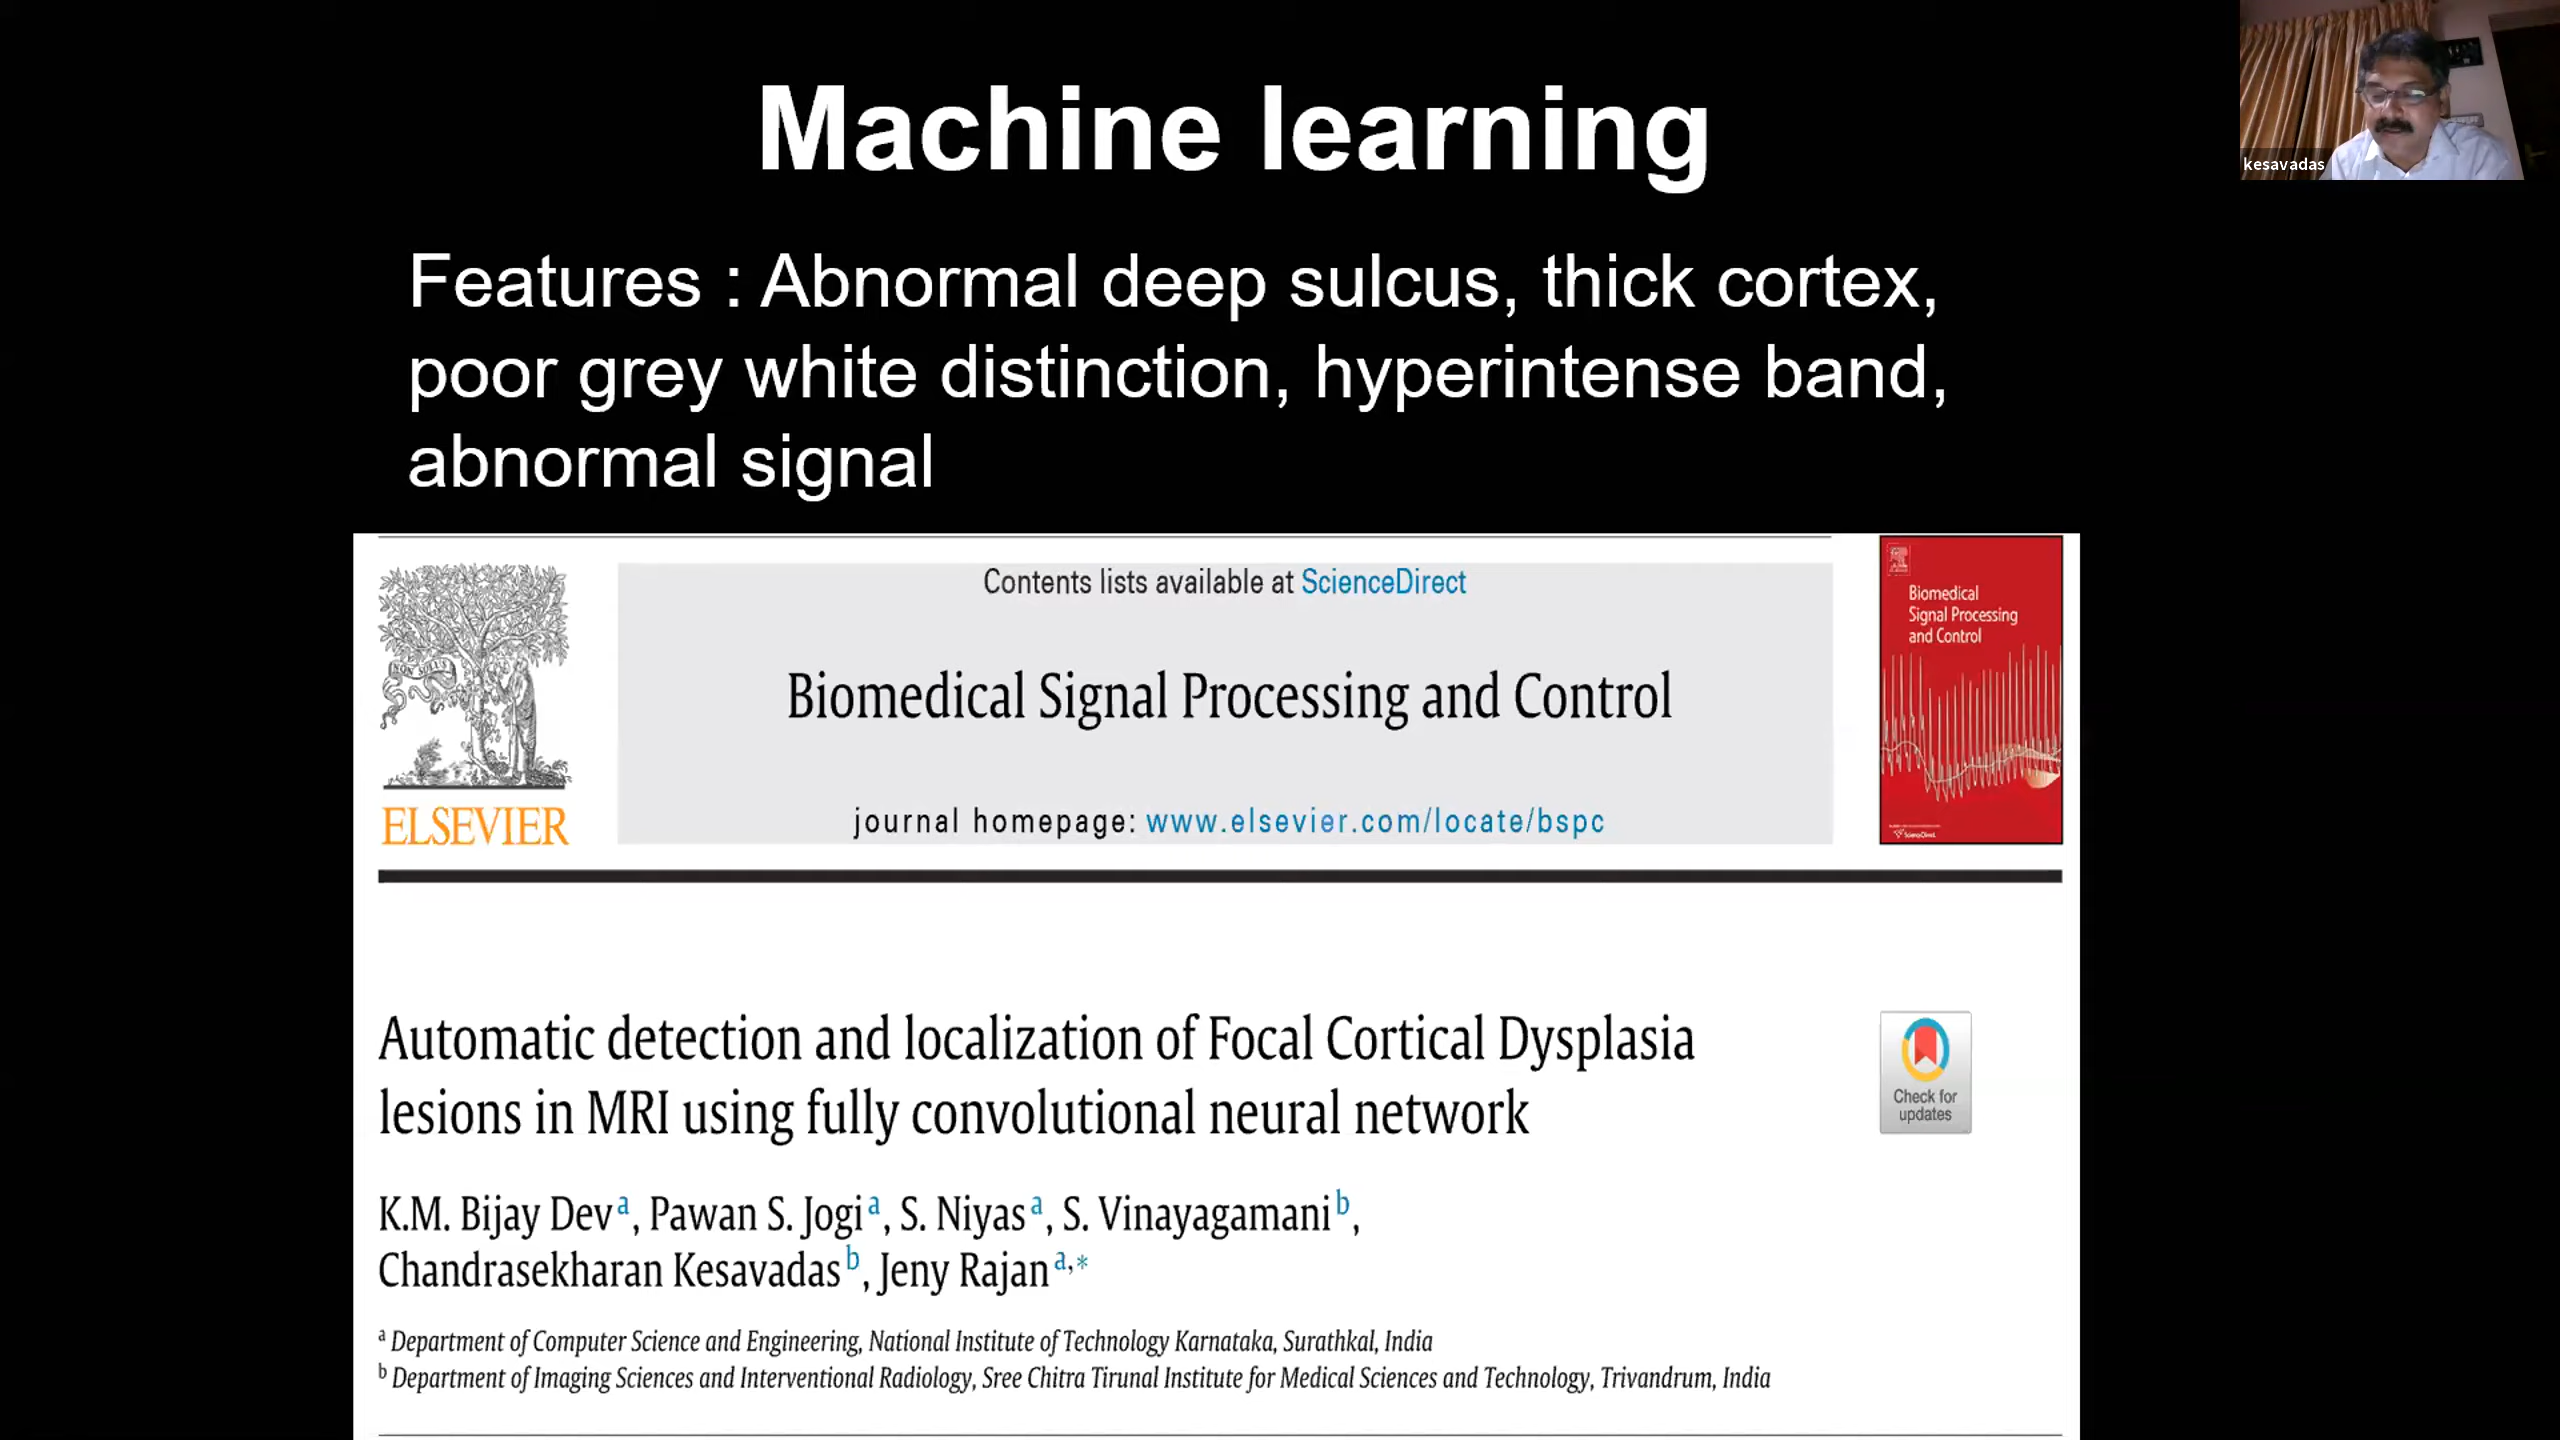 Machine learning
kesavadas
Features : Abnormal deep sulcus, thick cortex,
poor grey white distinction, hyperintense band,
abnormal signal
Contents lists available at ScienceDirect
Biomedical Signal Processing and Control
journal homepage: www.elsevier.com/locate/bspc
NON SOLUS
ELSEVIER
Biomedical
Signal Processing
and Control
ScienceDirect
Automatic detection and localization of Focal Cortical Dysplasia
lesions in MRI using fully convolutional neural network
Check for
updates
K.M. Bijay Dev a, Pawan S. Jogi a, S. Niyas a, S. Vinayagamani b,
Chandrasekharan Kesavadas b, Jeny Rajan a,*
a Department of Computer Science and Engineering, National Institute of Technology Karnataka, Surathkal, India
b Department of Imaging Sciences and Interventional Radiology, Sree Chitra Tirunal Institute for Medical Sciences and Technology, Trivandrum, India